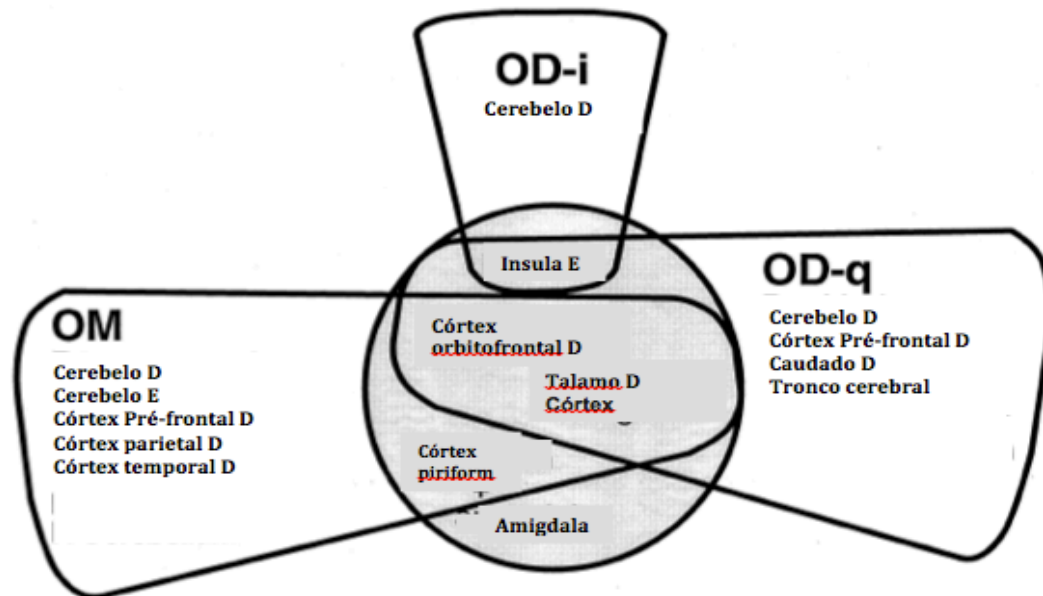 OD-i
Cerebelo D
Insula E
OD-q
Cerebelo D
Córtex Pré-frontal D
Caudado D
Tronco cerebral
OM
Cerebelo D
Cerebelo E
Córtex Pré-frontal D
Córtex parietal D
Córtex temporal D
Córtex
orbitofrontal D
Talamo D
Córtex
Córtex
piriform
Amigdala